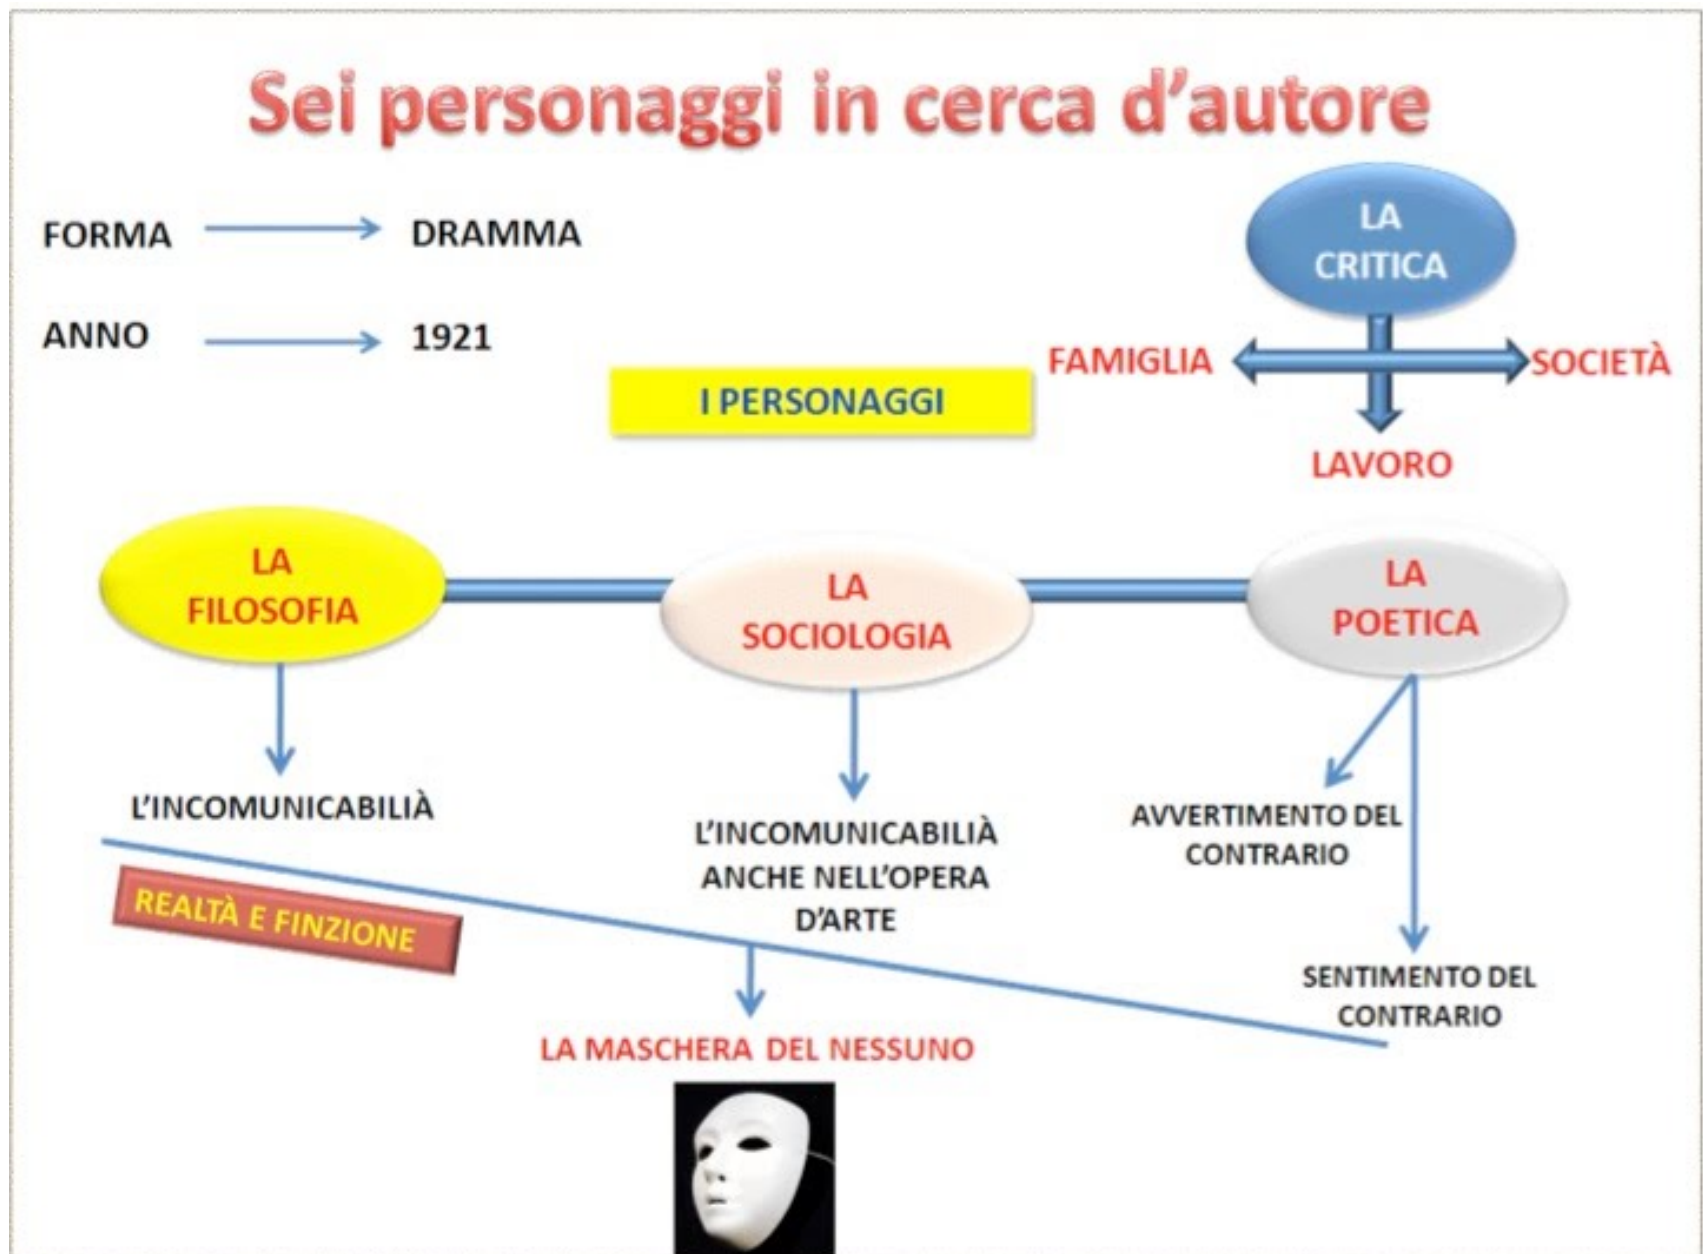 Sei personaggi in cerca d'autore
FORMA
DRAMMA
ANNO
1921
LA
CRITICA
FAMIGLIA
SOCIETÀ
LAVORO
I PERSONAGGI
LA
FILOSOFIA
LA
SOCIOLOGIA
LA
POETICA
L'INCOMUNICABILIÀ
L'INCOMUNICABILIÀ
ANCHE NELL'OPERA
D'ARTE
AVVERTIMENTO DEL
CONTRARIO
SENTIMENTO DEL
CONTRARIO
REALTÀ E FINZIONE
LA MASCHERA DEL NESSUNO